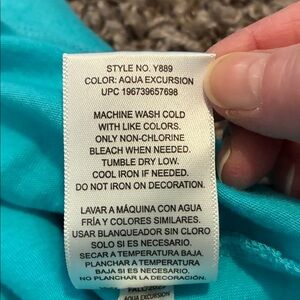 STYLE NO. Y889
COLOR: AQUA EXCURSION
UPC 196739657698
MACHINE WASH COLD
WITH LIKE COLORS.
ONLY NON-CHLORINE
BLEACH WHEN NEEDED.
TUMBLE DRY LOW.
COOL IRON IF NEEDED.
DO NOT IRON ON DECORATION.
LAVAR A MÁQUINA CON AGUA
FRÍA Y COLORES SIMILARES.
USAR BLANQUEADOR SIN CLORO
SOLO SI ES NECESARIO.
SECAR A TEMPERATURA BAJA.
PLANCHAR A TEMPERATURA
BAJA SI ES NECESARIO.
NO PLANCHAR LA DECORACIÓN.
AQUA EXCURSION